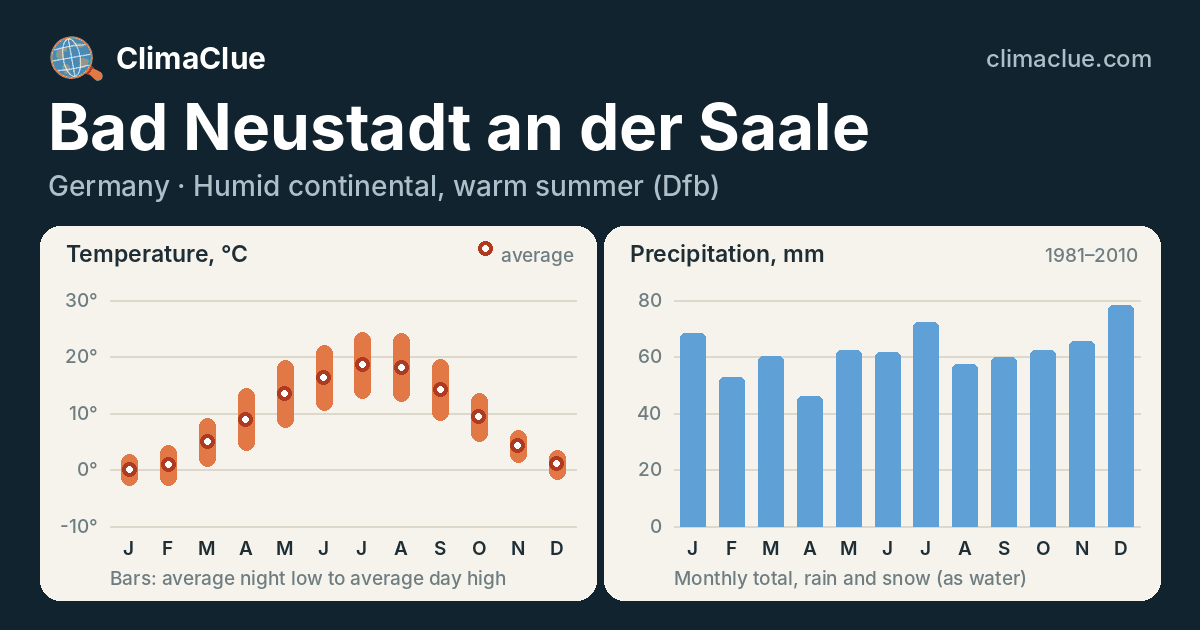 ClimaClue
climaclue.com
Bad Neustadt an der Saale
Germany · Humid continental, warm summer (Dfb)
Temperature, °C
average
30°
20°
10°
0°
-10°
J F M A M J J A S O N D
Bars: average night low to average day high
Precipitation, mm
1981–2010
80
60
40
20
0
J F M A M J J A S O N D
Monthly total, rain and snow (as water)